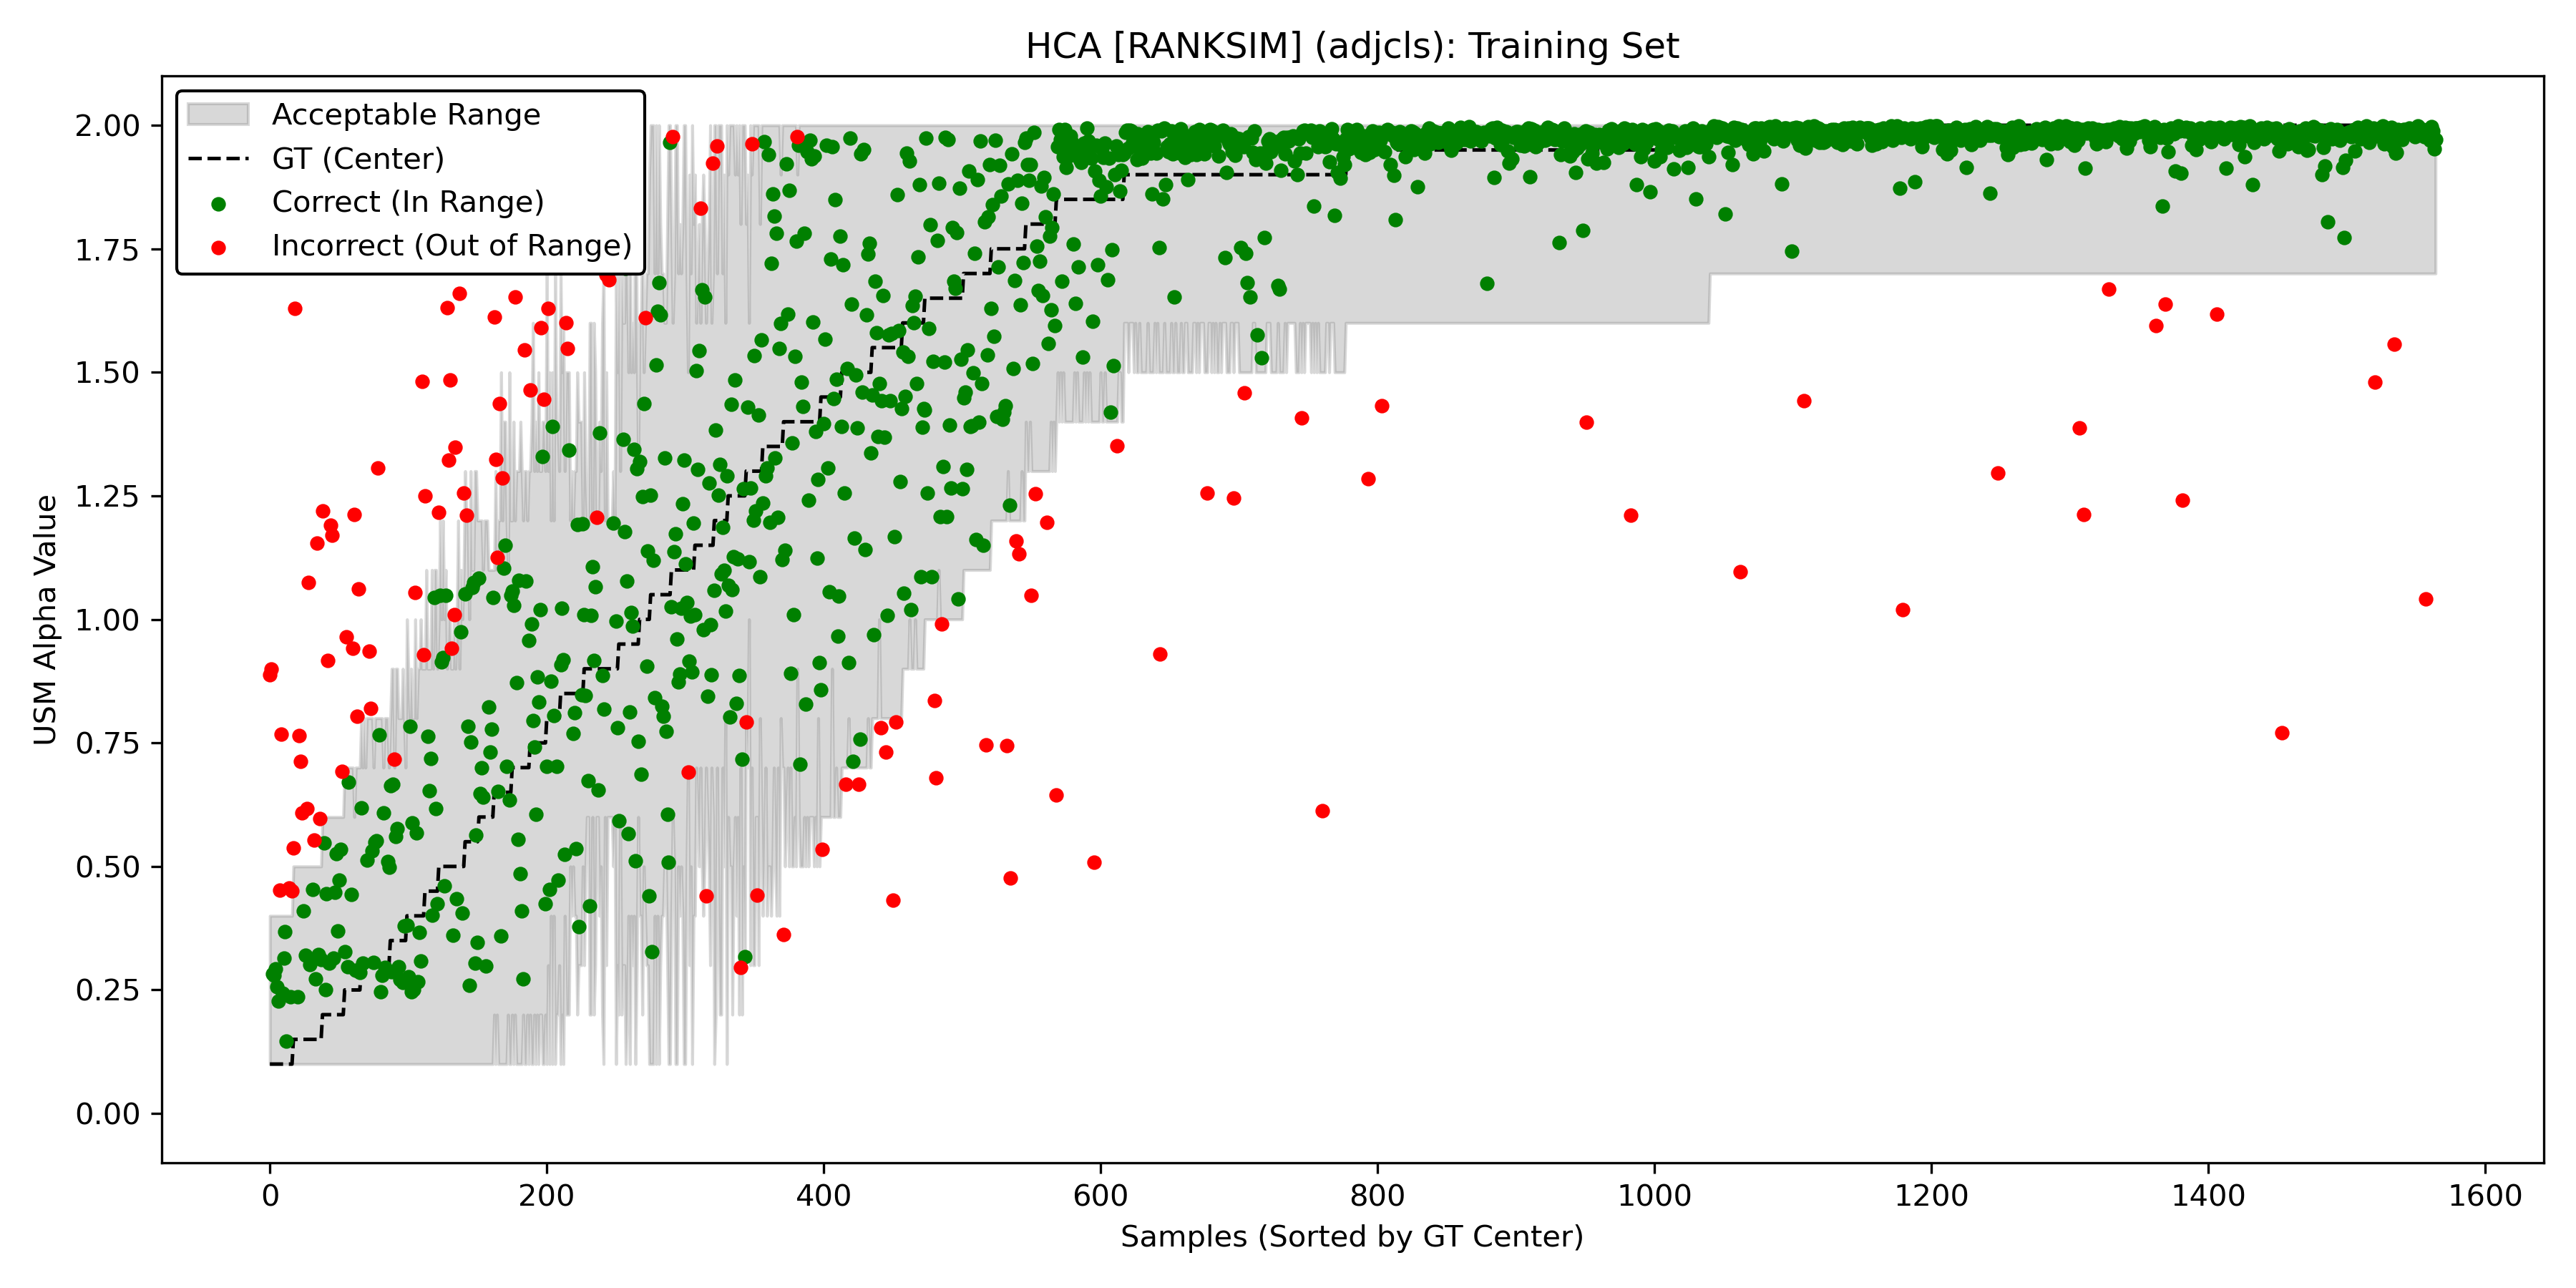 HCA [RANKSIM] (adjcls): Training Set
Acceptable Range
GT (Center)
Correct (In Range)
Incorrect (Out of Range)
USM Alpha Value
2.00
1.75
1.50
1.25
1.00
0.75
0.50
0.25
0.00
0 200 400 600 800 1000 1200 1400 1600
Samples (Sorted by GT Center)